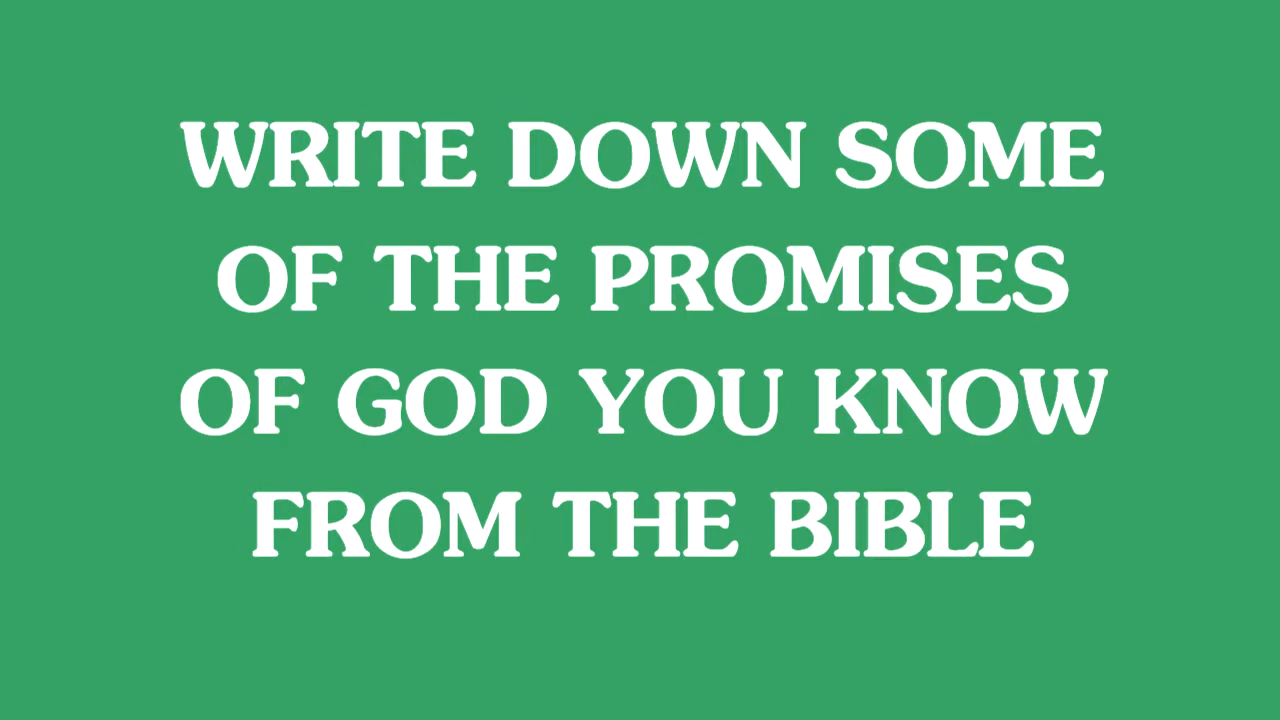 WRITE DOWN SOME
OF THE PROMISES
OF GOD YOU KNOW
FROM THE BIBLE